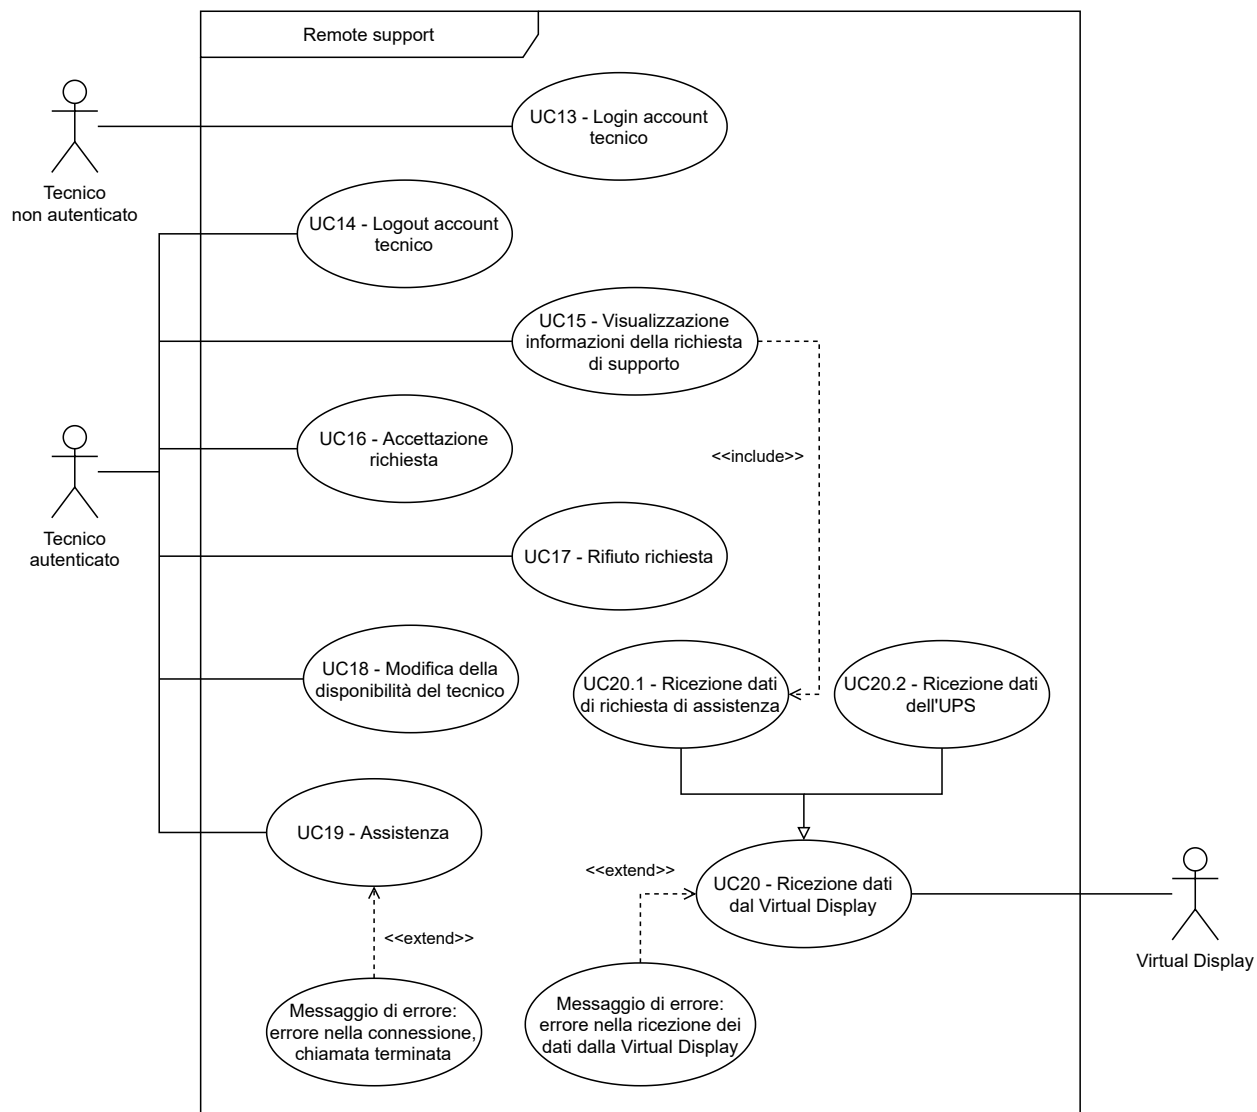 Remote support
UC13 - Login account
tecnico
Tecnico
non autenticato
UC14 - Logout account
tecnico
UC15 - Visualizzazione
informazioni della richiesta
di supporto
UC16 - Accettazione
richiesta
<<include>>
Tecnico
autenticato
UC17 - Rifiuto richiesta
UC18 - Modifica della
disponibilità del tecnico
UC20.1 - Ricezione dati
di richiesta di assistenza
UC20.2 - Ricezione dati
dell'UPS
UC19 - Assistenza
<<extend>>
UC20 - Ricezione dati
dal Virtual Display
<<extend>>
Virtual Display
Messaggio di errore:
errore nella connessione,
chiamata terminata
Messaggio di errore:
errore nella ricezione dei
dati dalla Virtual Display